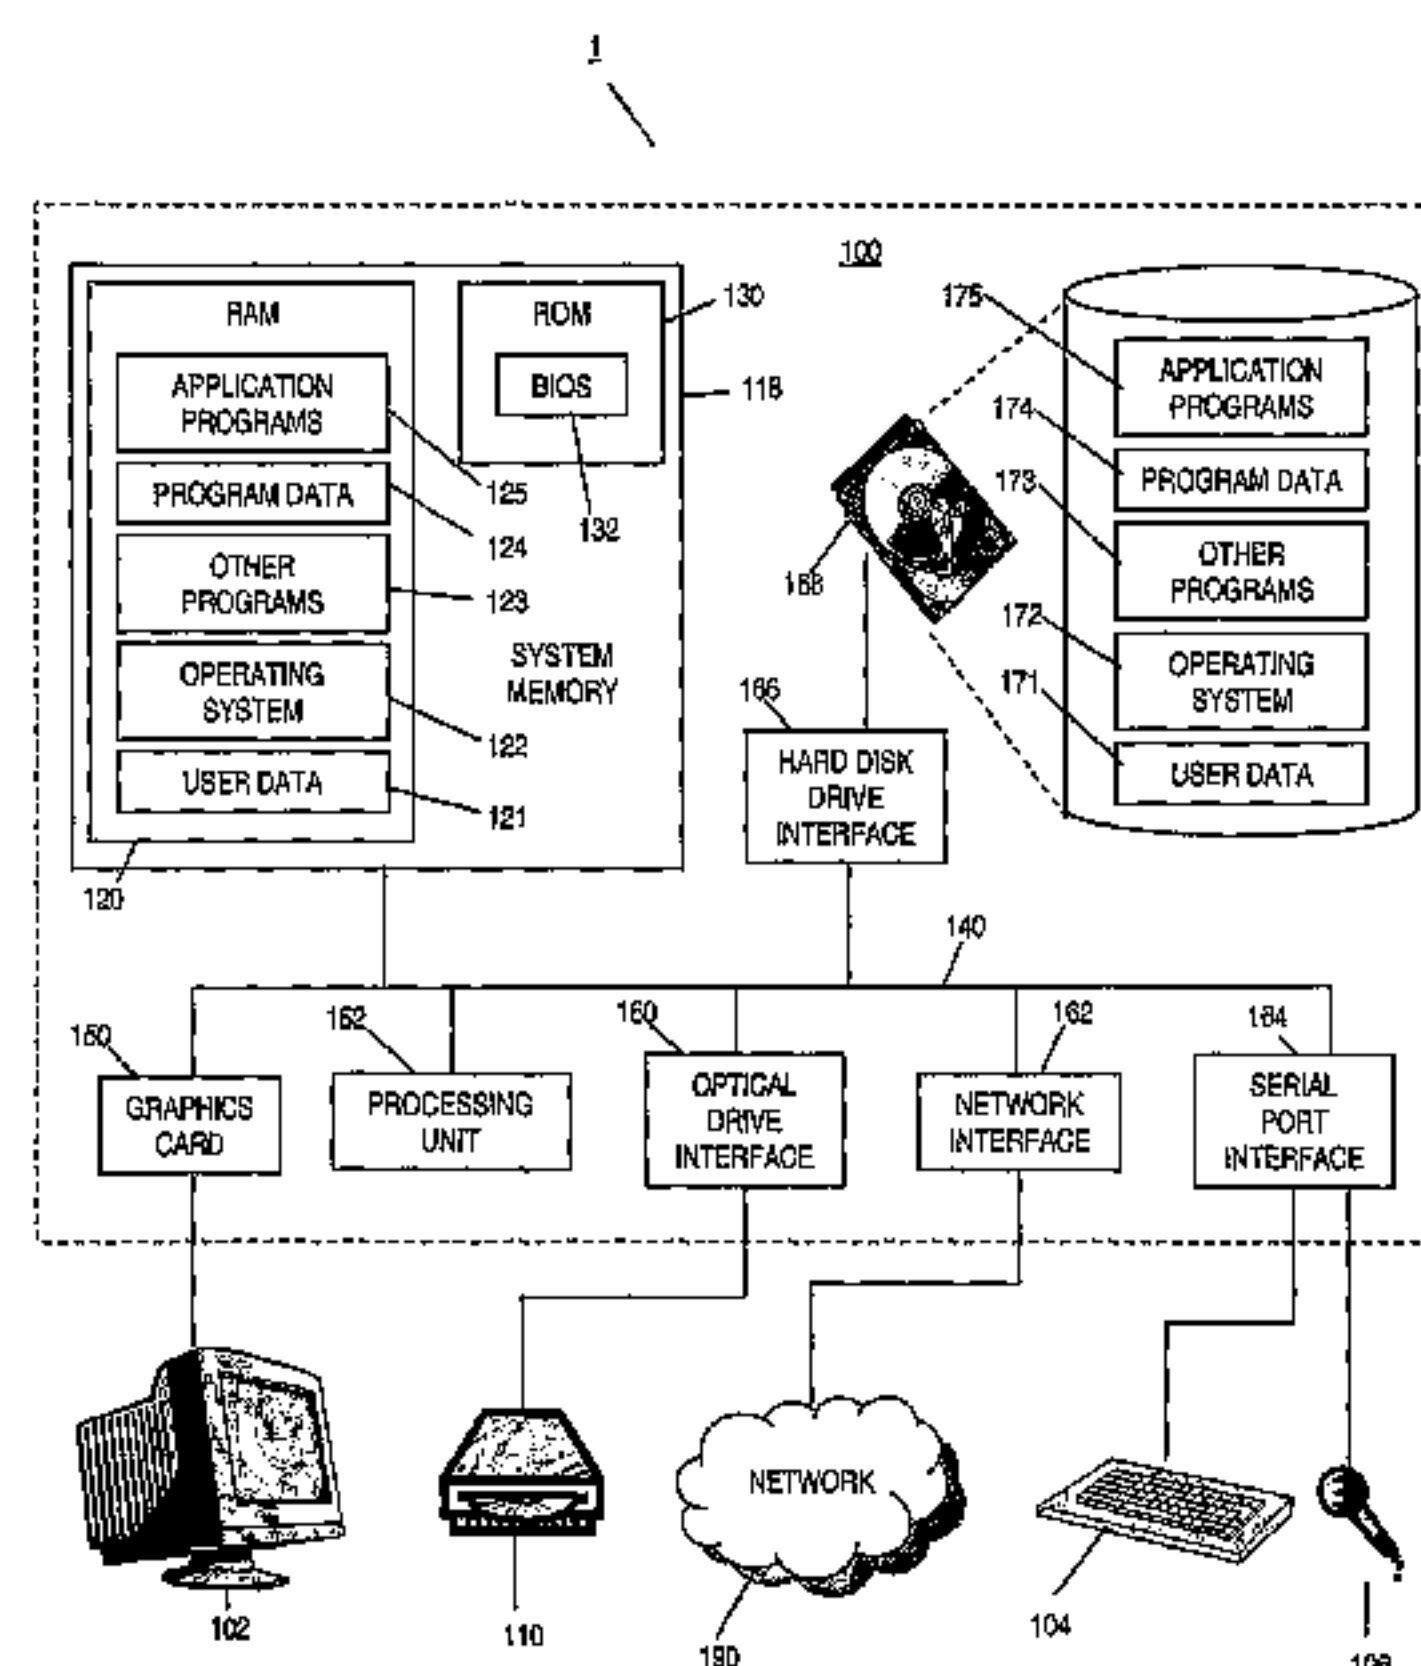 1
100
RAM
ROM
130
BIOS
118
132
APPLICATION
PROGRAMS
125
PROGRAM DATA
124
OTHER
PROGRAMS
123
OPERATING
SYSTEM
122
USER DATA
121
SYSTEM
MEMORY
120
175
APPLICATION
PROGRAMS
174
PROGRAM DATA
173
OTHER
PROGRAMS
172
OPERATING
SYSTEM
171
USER DATA
166
HARD DISK
DRIVE
INTERFACE
140
GRAPHICS
CARD
162
PROCESSING
UNIT
160
OPTICAL
DRIVE
INTERFACE
162
NETWORK
INTERFACE
164
SERIAL
PORT
INTERFACE
102
110
NETWORK
190
104